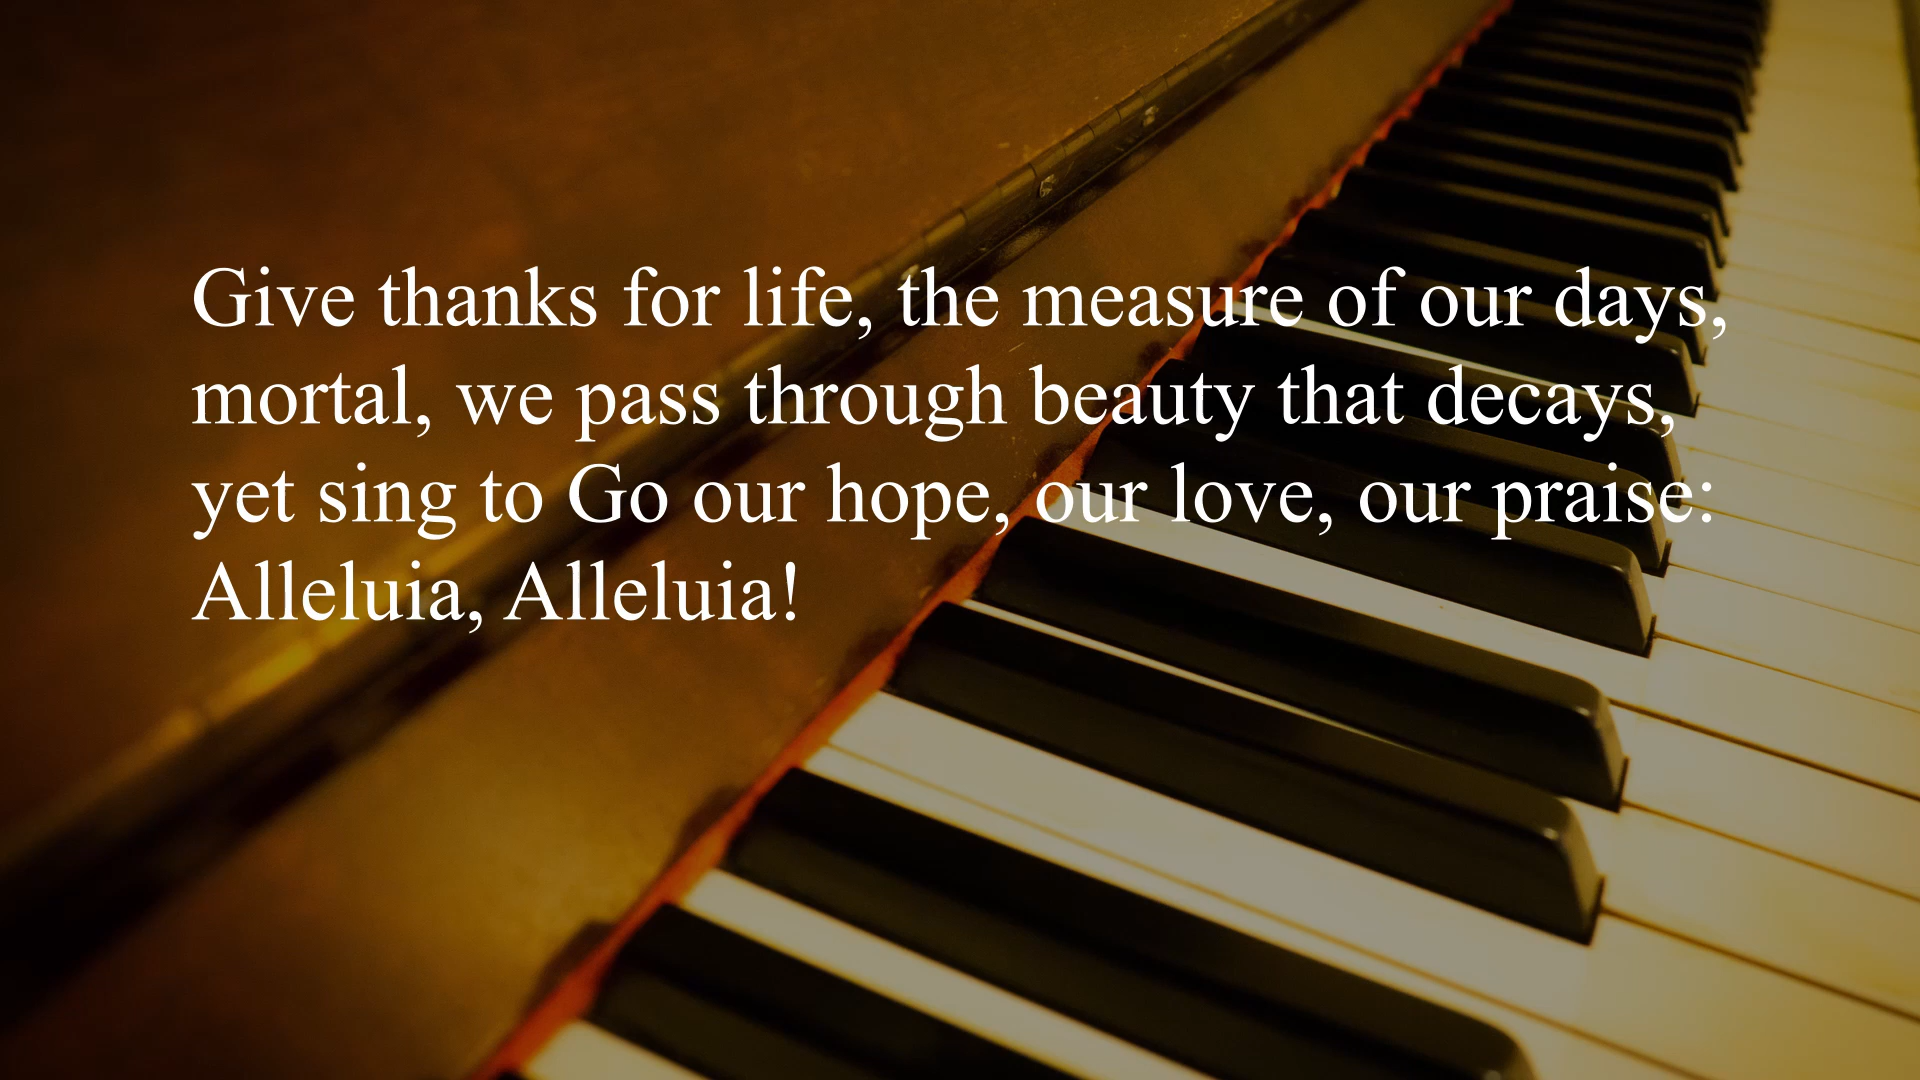 Give thanks for life, the measure of our days,
mortal, we pass through beauty that decays,
yet sing to Go our hope, our love, our praise:
Alleluia, Alleluia!